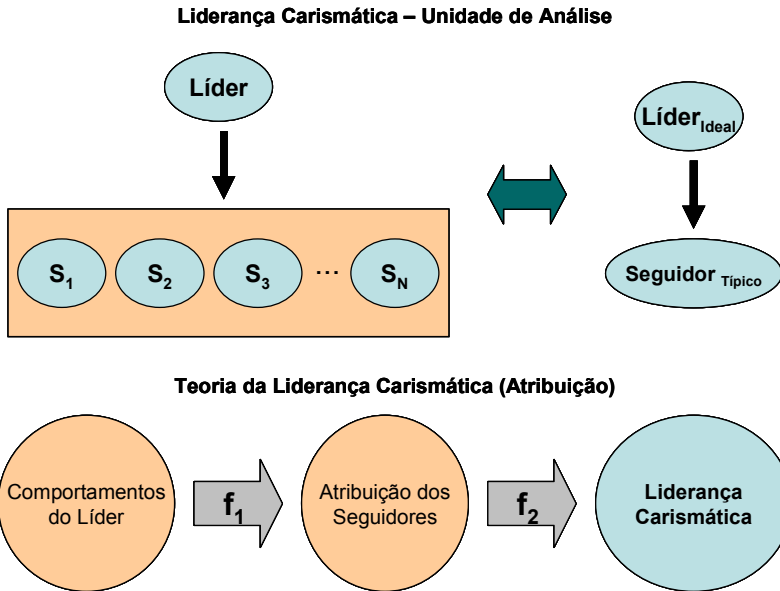 Liderança Carismática – Unidade de Análise
Líder
Líder Ideal
S1 S2 S3 ... SN
Seguidor Típico
Teoria da Liderança Carismática (Atribuição)
Comportamentos
do Líder
f1
Atribuição dos
Seguidores
f2
Liderança
Carismática